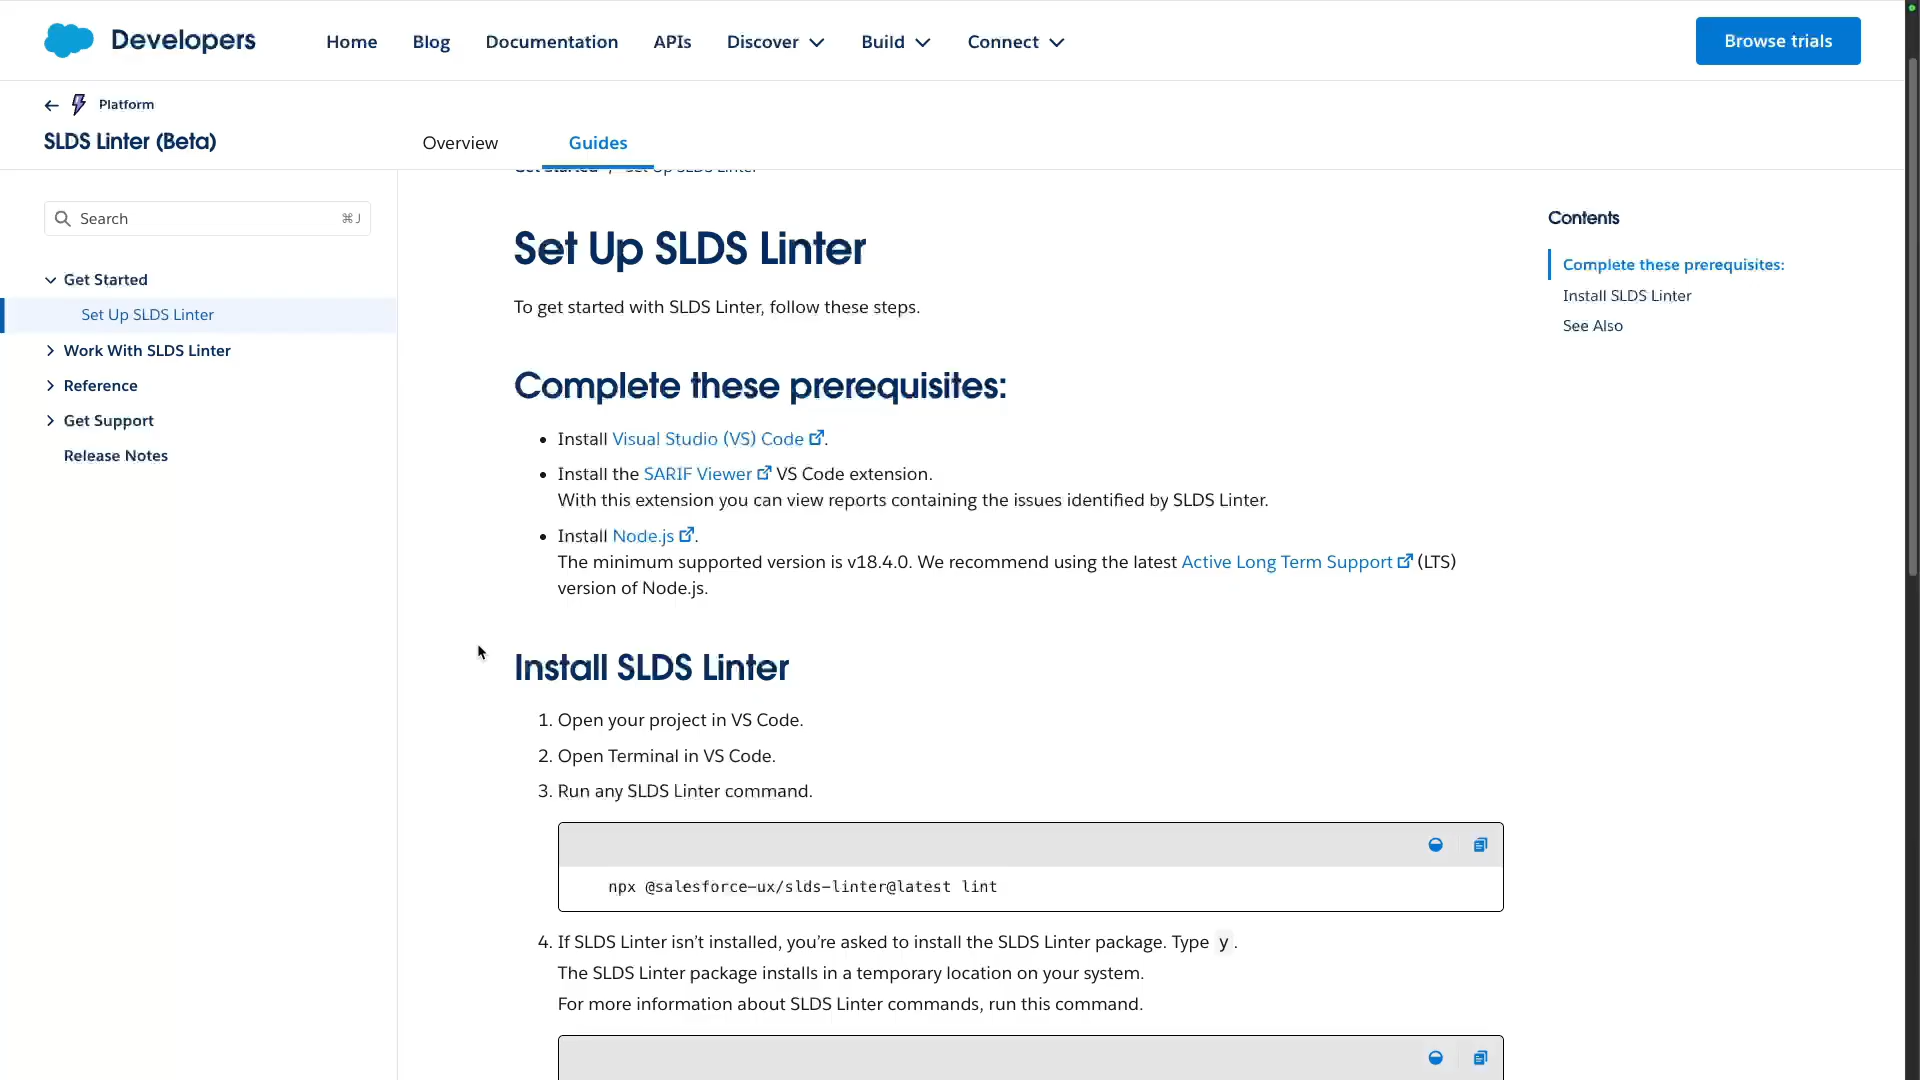 Developers
Home Blog Documentation APIs Discover Build Connect
Browse trials
Platform
SLDS Linter (Beta)
Overview Guides
Get Started / Set Up SLDS Linter
Search ⌘J
Get Started
Set Up SLDS Linter
Work With SLDS Linter
Reference
Get Support
Release Notes
Set Up SLDS Linter
To get started with SLDS Linter, follow these steps.
Complete these prerequisites:
• Install Visual Studio (VS) Code.
• Install the SARIF Viewer VS Code extension.
With this extension you can view reports containing the issues identified by SLDS Linter.
• Install Node.js.
The minimum supported version is v18.4.0. We recommend using the latest Active Long Term Support (LTS)
version of Node.js.
Install SLDS Linter
1. Open your project in VS Code.
2. Open Terminal in VS Code.
3. Run any SLDS Linter command.
npx @salesforce-ux/slds-linter@latest lint
4. If SLDS Linter isn’t installed, you’re asked to install the SLDS Linter package. Type y.
The SLDS Linter package installs in a temporary location on your system.
For more information about SLDS Linter commands, run this command.
Contents
Complete these prerequisites:
Install SLDS Linter
See Also